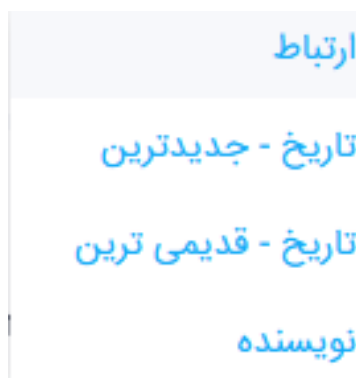 ارتباط
تاریخ - جدیدترین
تاریخ - قدیمی ترین
نویسنده